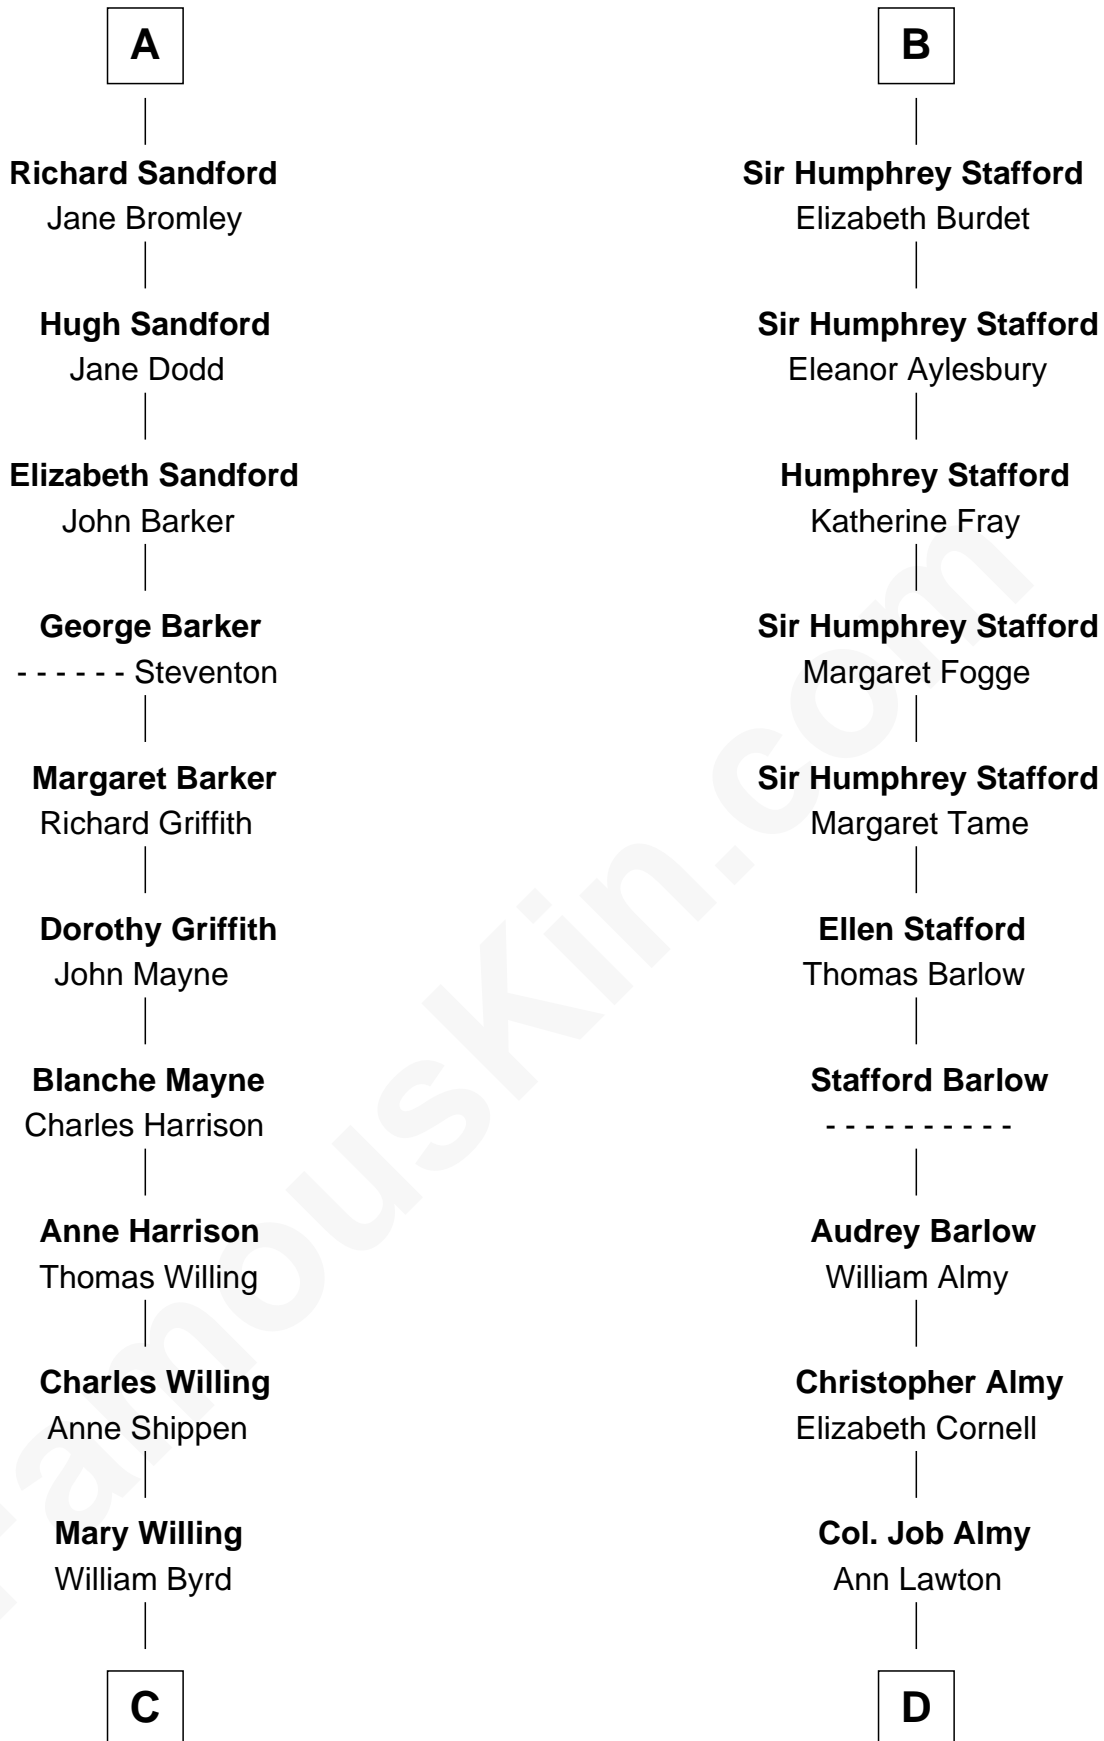 A
Richard Sandford
Jane Bromley
Hugh Sandford
Jane Dodd
Elizabeth Sandford
John Barker
George Barker
- - - - - - Steventon
Margaret Barker
Richard Griffith
Dorothy Griffith
John Mayne
Blanche Mayne
Charles Harrison
Anne Harrison
Thomas Willing
Charles Willing
Anne Shippen
Mary Willing
William Byrd
C
B
Sir Humphrey Stafford
Elizabeth Burdet
Sir Humphrey Stafford
Eleanor Aylesbury
Humphrey Stafford
Katherine Fray
Sir Humphrey Stafford
Margaret Fogge
Sir Humphrey Stafford
Margaret Tame
Ellen Stafford
Thomas Barlow
Stafford Barlow
- - - - - - - - - -
Audrey Barlow
William Almy
Christopher Almy
Elizabeth Cornell
Col. Job Almy
Ann Lawton
D
FamousKin.com